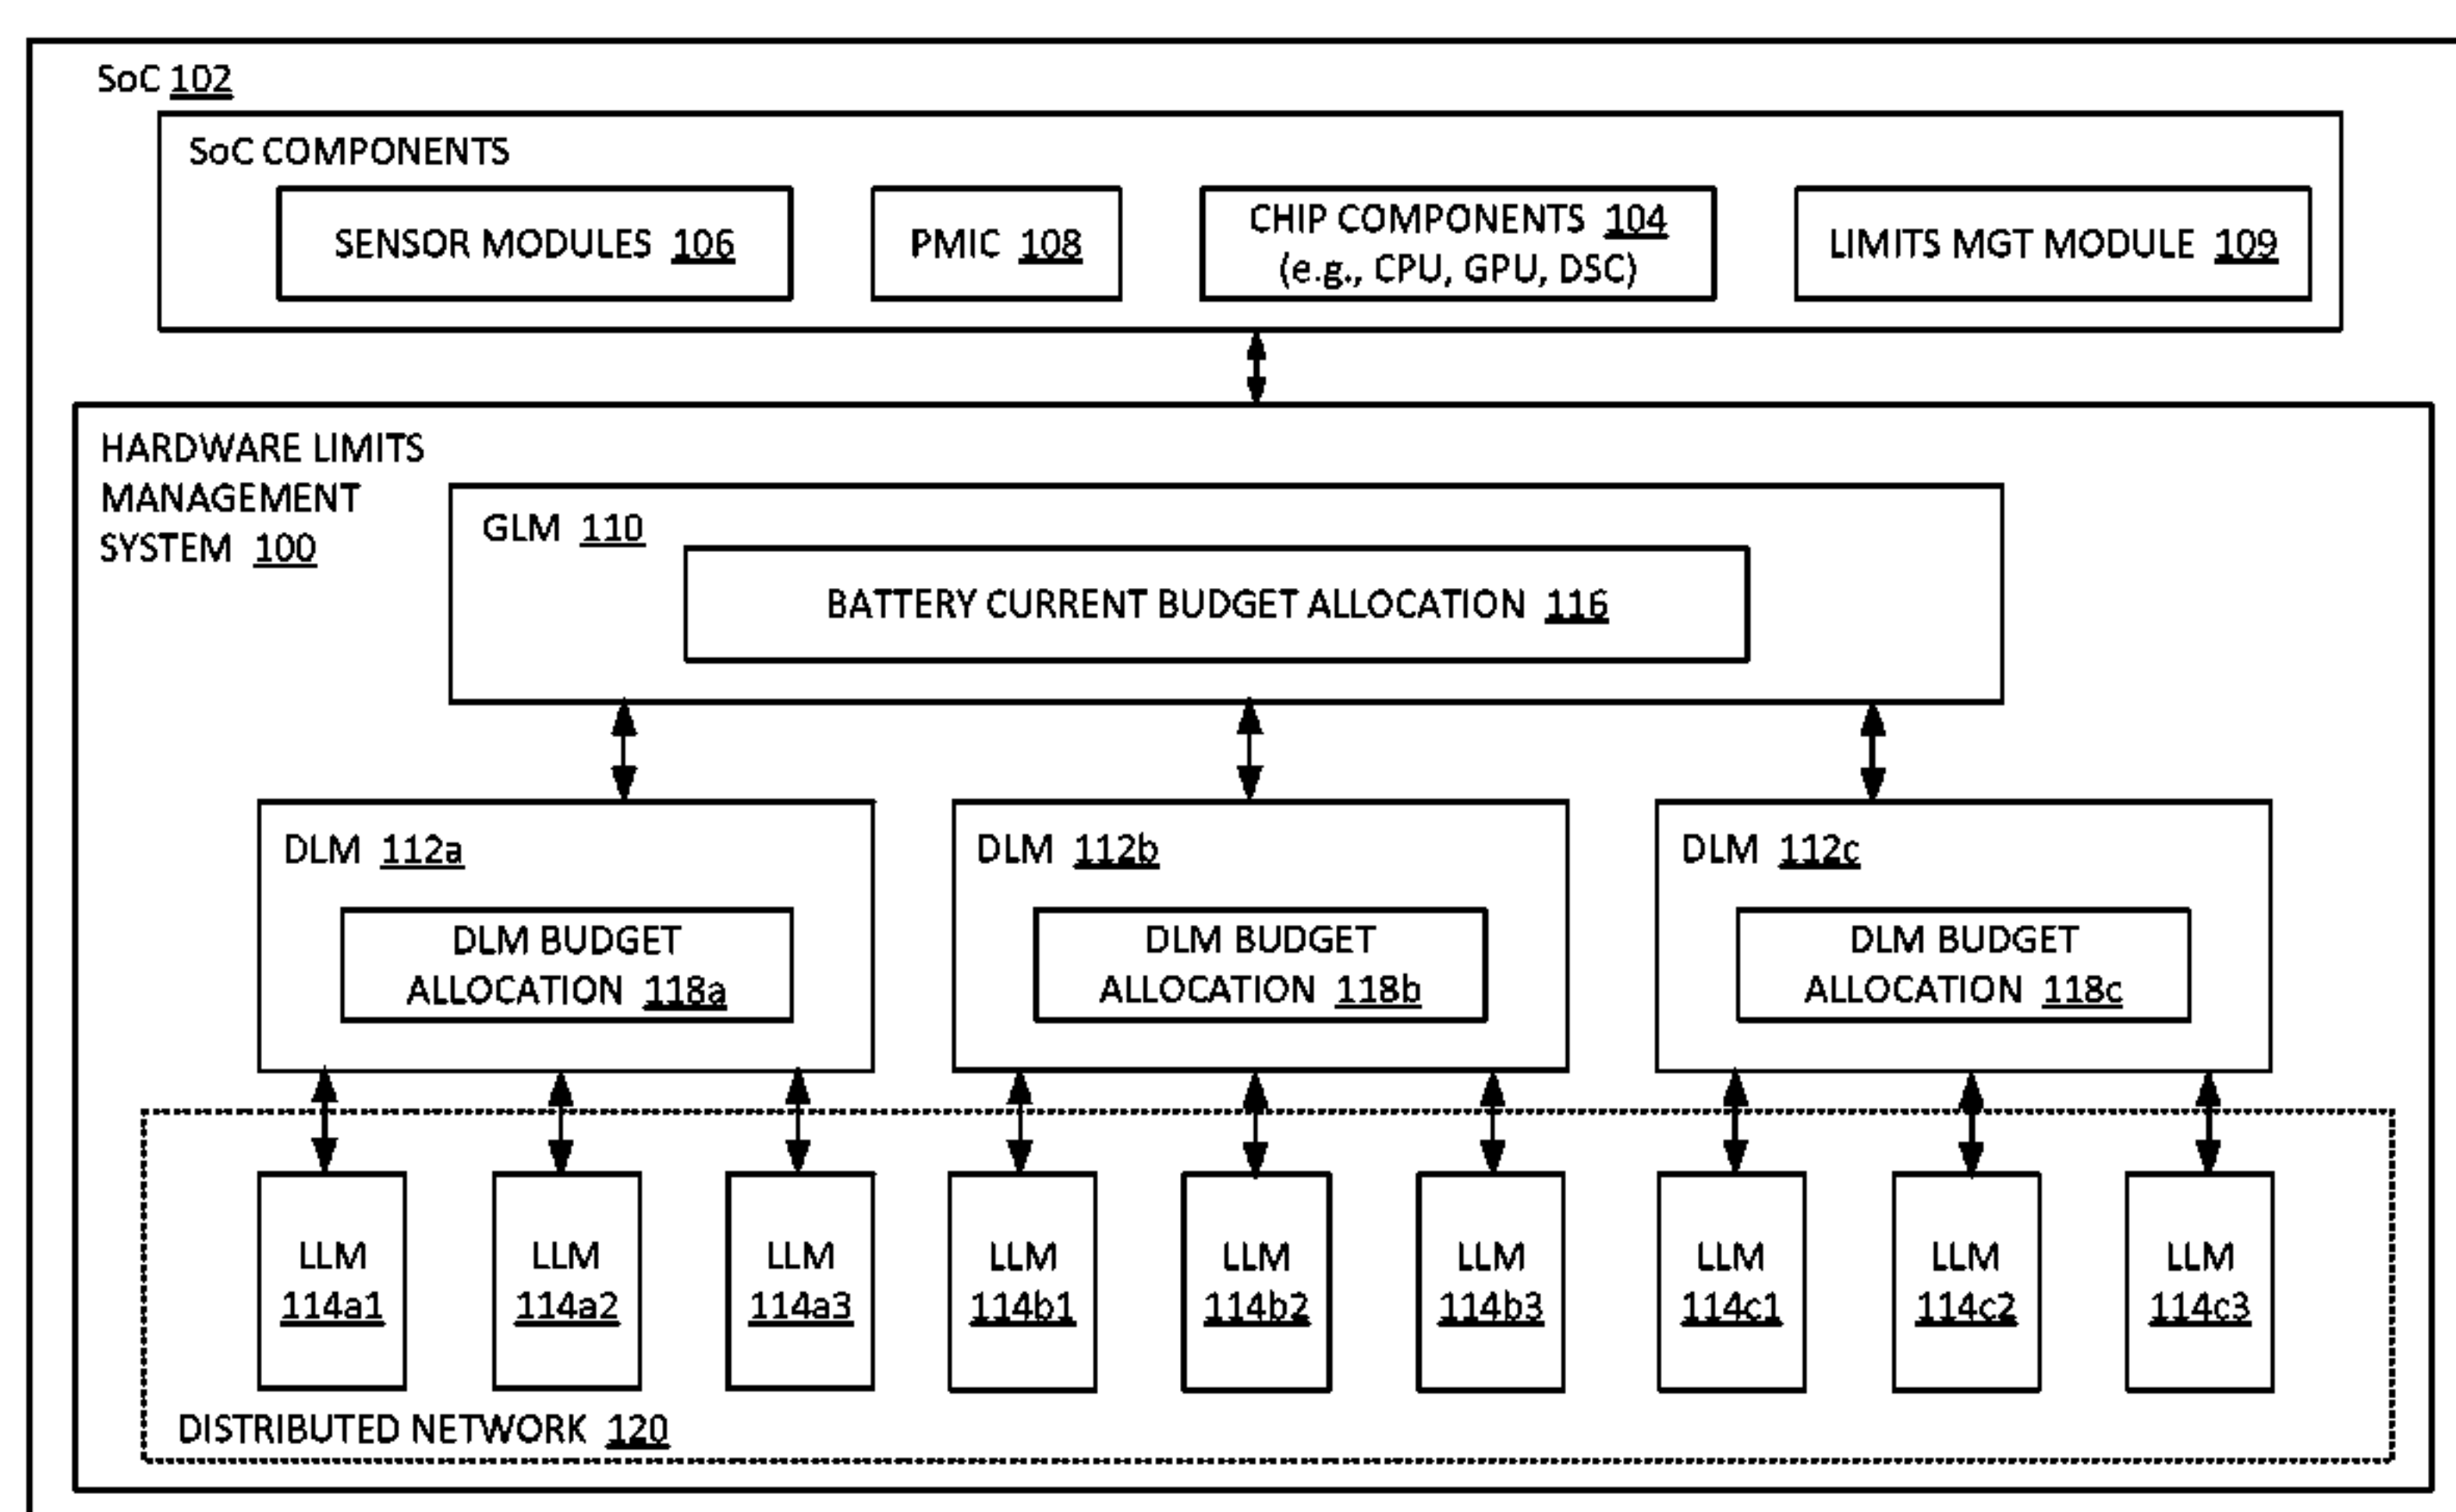 SoC 102
SoC COMPONENTS
SENSOR MODULES 106
PMIC 108
CHIP COMPONENTS 104
(e.g., CPU, GPU, DSC)
LIMITS MGT MODULE 109
HARDWARE LIMITS
MANAGEMENT
SYSTEM 100
GLM 110
BATTERY CURRENT BUDGET ALLOCATION 116
DLM 112a
DLM BUDGET
ALLOCATION 118a
DLM 112b
DLM BUDGET
ALLOCATION 118b
DLM 112c
DLM BUDGET
ALLOCATION 118c
LLM
114a1
LLM
114a2
LLM
114a3
LLM
114b1
LLM
114b2
LLM
114b3
LLM
114c1
LLM
114c2
LLM
114c3
DISTRIBUTED NETWORK 120